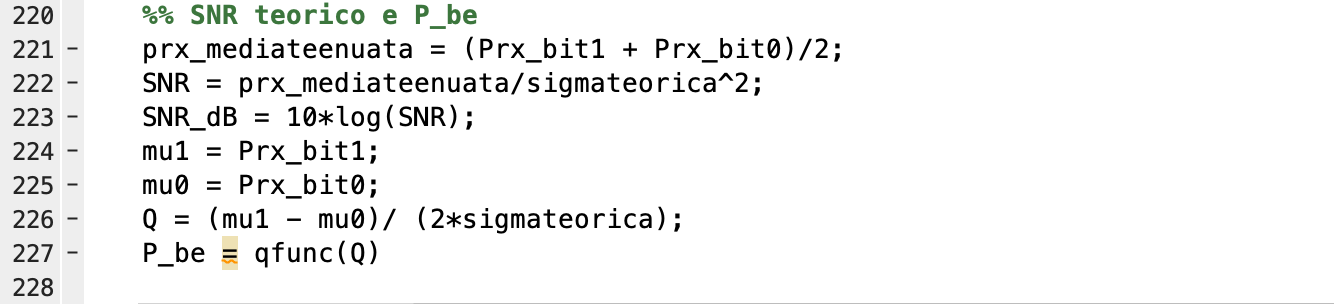 220 %% SNR teorico e P_be
221 - prx_mediateenuata = (Prx_bit1 + Prx_bit0)/2;
222 - SNR = prx_mediateenuata/sigmateorica^2;
223 - SNR_dB = 10*log(SNR);
224 - mu1 = Prx_bit1;
225 - mu0 = Prx_bit0;
226 - Q = (mu1 - mu0)/ (2*sigmateorica);
227 - P_be = qfunc(Q)
228